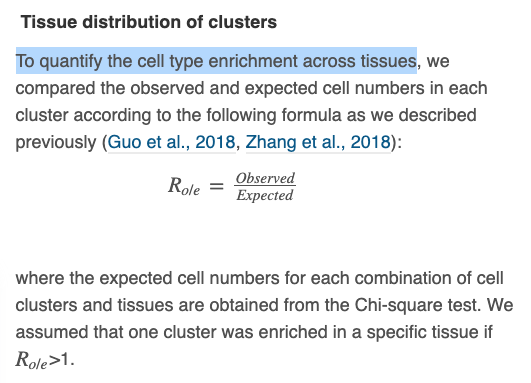 Tissue distribution of clusters
To quantify the cell type enrichment across tissues, we
compared the observed and expected cell numbers in each
cluster according to the following formula as we described
previously (Guo et al., 2018, Zhang et al., 2018):
Ro/e = Observed
Expected
where the expected cell numbers for each combination of cell
clusters and tissues are obtained from the Chi-square test. We
assumed that one cluster was enriched in a specific tissue if
Ro/e>1.